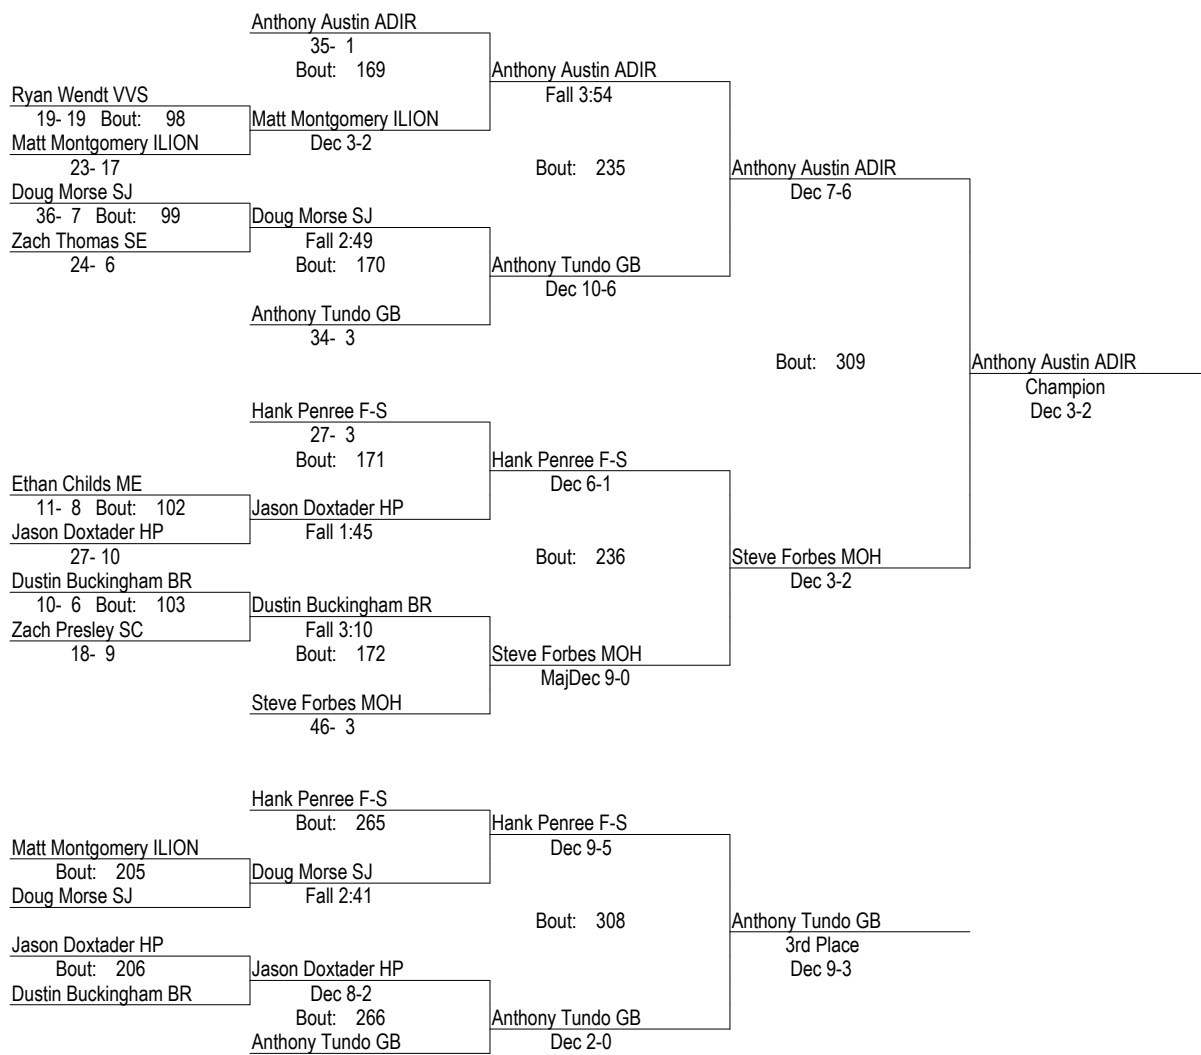 Anthony Austin ADIR
35- 1
Bout: 169
Anthony Austin ADIR
Fall 3:54
Ryan Wendt VVS
19- 19 Bout: 98
Matt Montgomery ILION
Dec 3-2
Matt Montgomery ILION
23- 17
Bout: 235
Anthony Austin ADIR
Dec 7-6
Doug Morse SJ
36- 7 Bout: 99
Doug Morse SJ
Fall 2:49
Zach Thomas SE
24- 6
Bout: 170
Anthony Tundo GB
Dec 10-6
Anthony Tundo GB
34- 3
Bout: 309
Anthony Austin ADIR
Champion
Dec 3-2
Hank Penree F-S
27- 3
Bout: 171
Hank Penree F-S
Dec 6-1
Ethan Childs ME
11- 8 Bout: 102
Jason Doxtader HP
Fall 1:45
Jason Doxtader HP
27- 10
Bout: 236
Steve Forbes MOH
Dec 3-2
Dustin Buckingham BR
10- 6 Bout: 103
Dustin Buckingham BR
Fall 3:10
Zach Presley SC
18- 9
Bout: 172
Steve Forbes MOH
MajDec 9-0
Steve Forbes MOH
46- 3
Hank Penree F-S
Bout: 265
Hank Penree F-S
Dec 9-5
Matt Montgomery ILION
Bout: 205
Doug Morse SJ
Fall 2:41
Doug Morse SJ
Bout: 308
Anthony Tundo GB
3rd Place
Dec 9-3
Jason Doxtader HP
Bout: 206
Jason Doxtader HP
Dec 8-2
Dustin Buckingham BR
Bout: 266
Anthony Tundo GB
Dec 2-0
Anthony Tundo GB